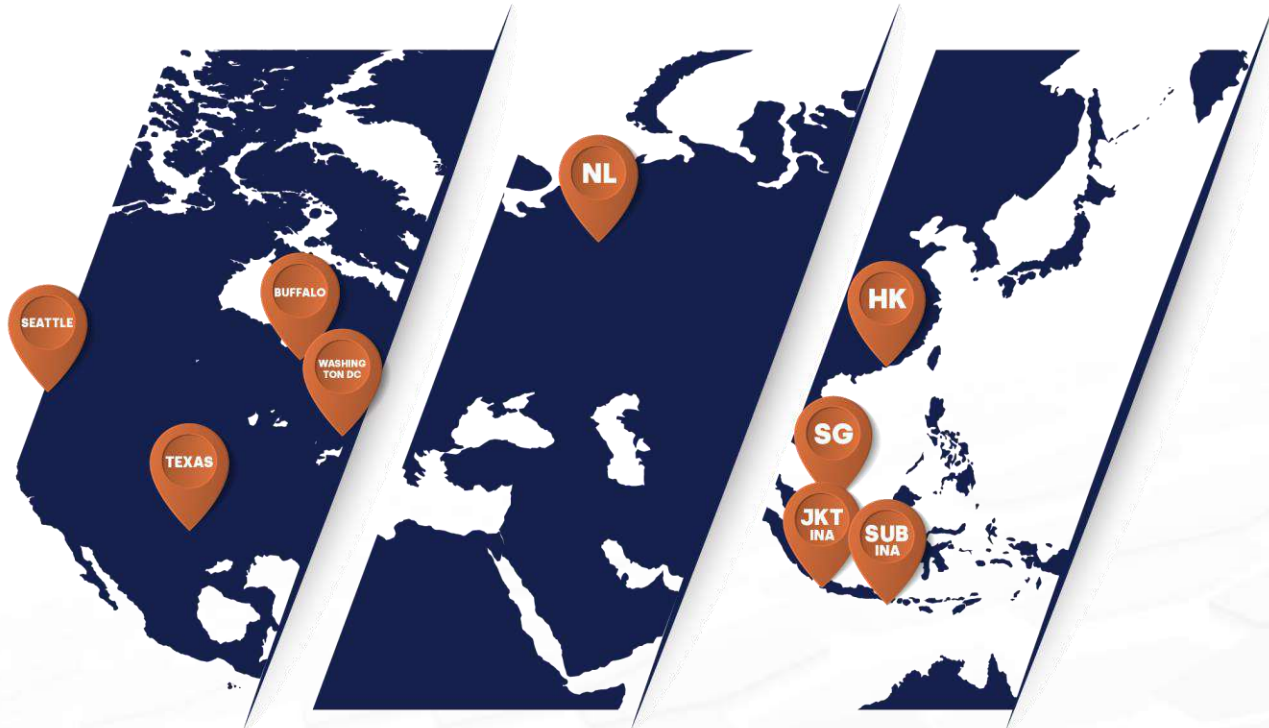 SEATTLE
BUFFALO
WASHING
TON DC
TEXAS
NL
HK
SG
JKT
INA
SUB
INA